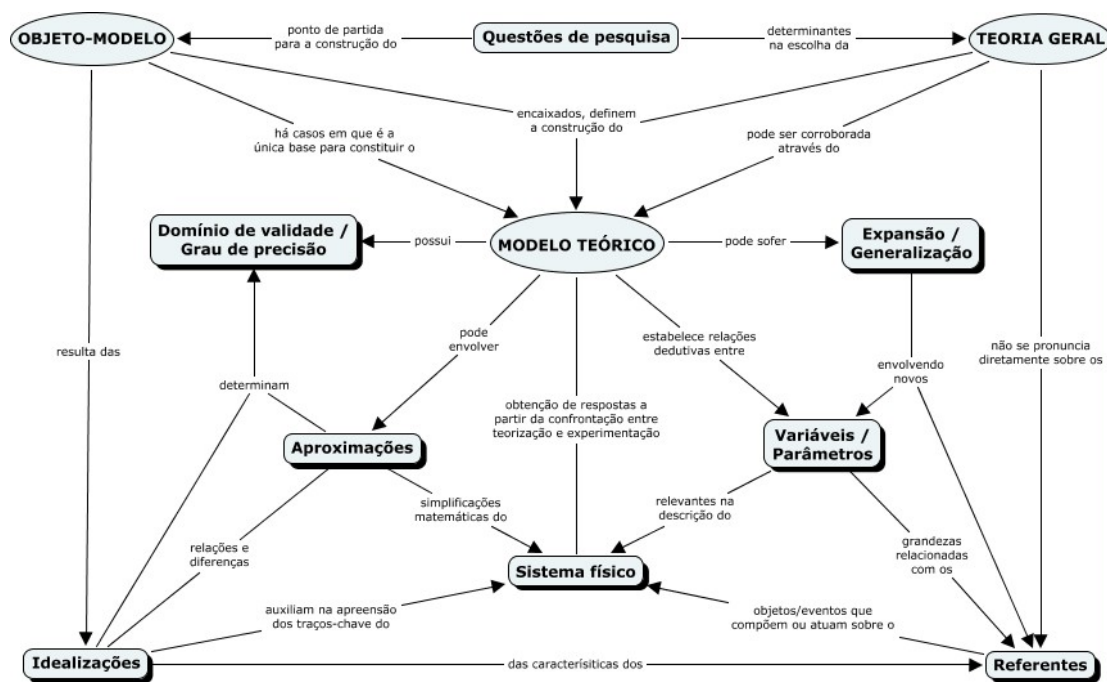 OBJETO-MODELO
ponto de partida
para a construção do
Questões de pesquisa
determinantes
na escolha da
TEORIA GERAL
há casos em que é a
única base para constituir o
encaixados, definem
a construção do
pode ser corroborada
através do
Domínio de validade /
Grau de precisão
possui
MODELO TEÓRICO
pode sofer
Expansão /
Generalização
resulta das
determinam
pode
envolver
estabelece relações
dedutivas entre
envolvendo
novos
não se pronuncia
diretamente sobre os
obtenção de respostas a
partir da confrontação entre
teorização e experimentação
Aproximações
Variáveis /
Parâmetros
simplificações
matemáticas do
relevantes na
descrição do
relações e
diferenças
grandezas
relacionadas
com os
Sistema físico
auxiliam na apreensão
dos traços-chave do
objetos/eventos que
compõem ou atuam sobre o
Idealizações
das caracterísiticas dos
Referentes